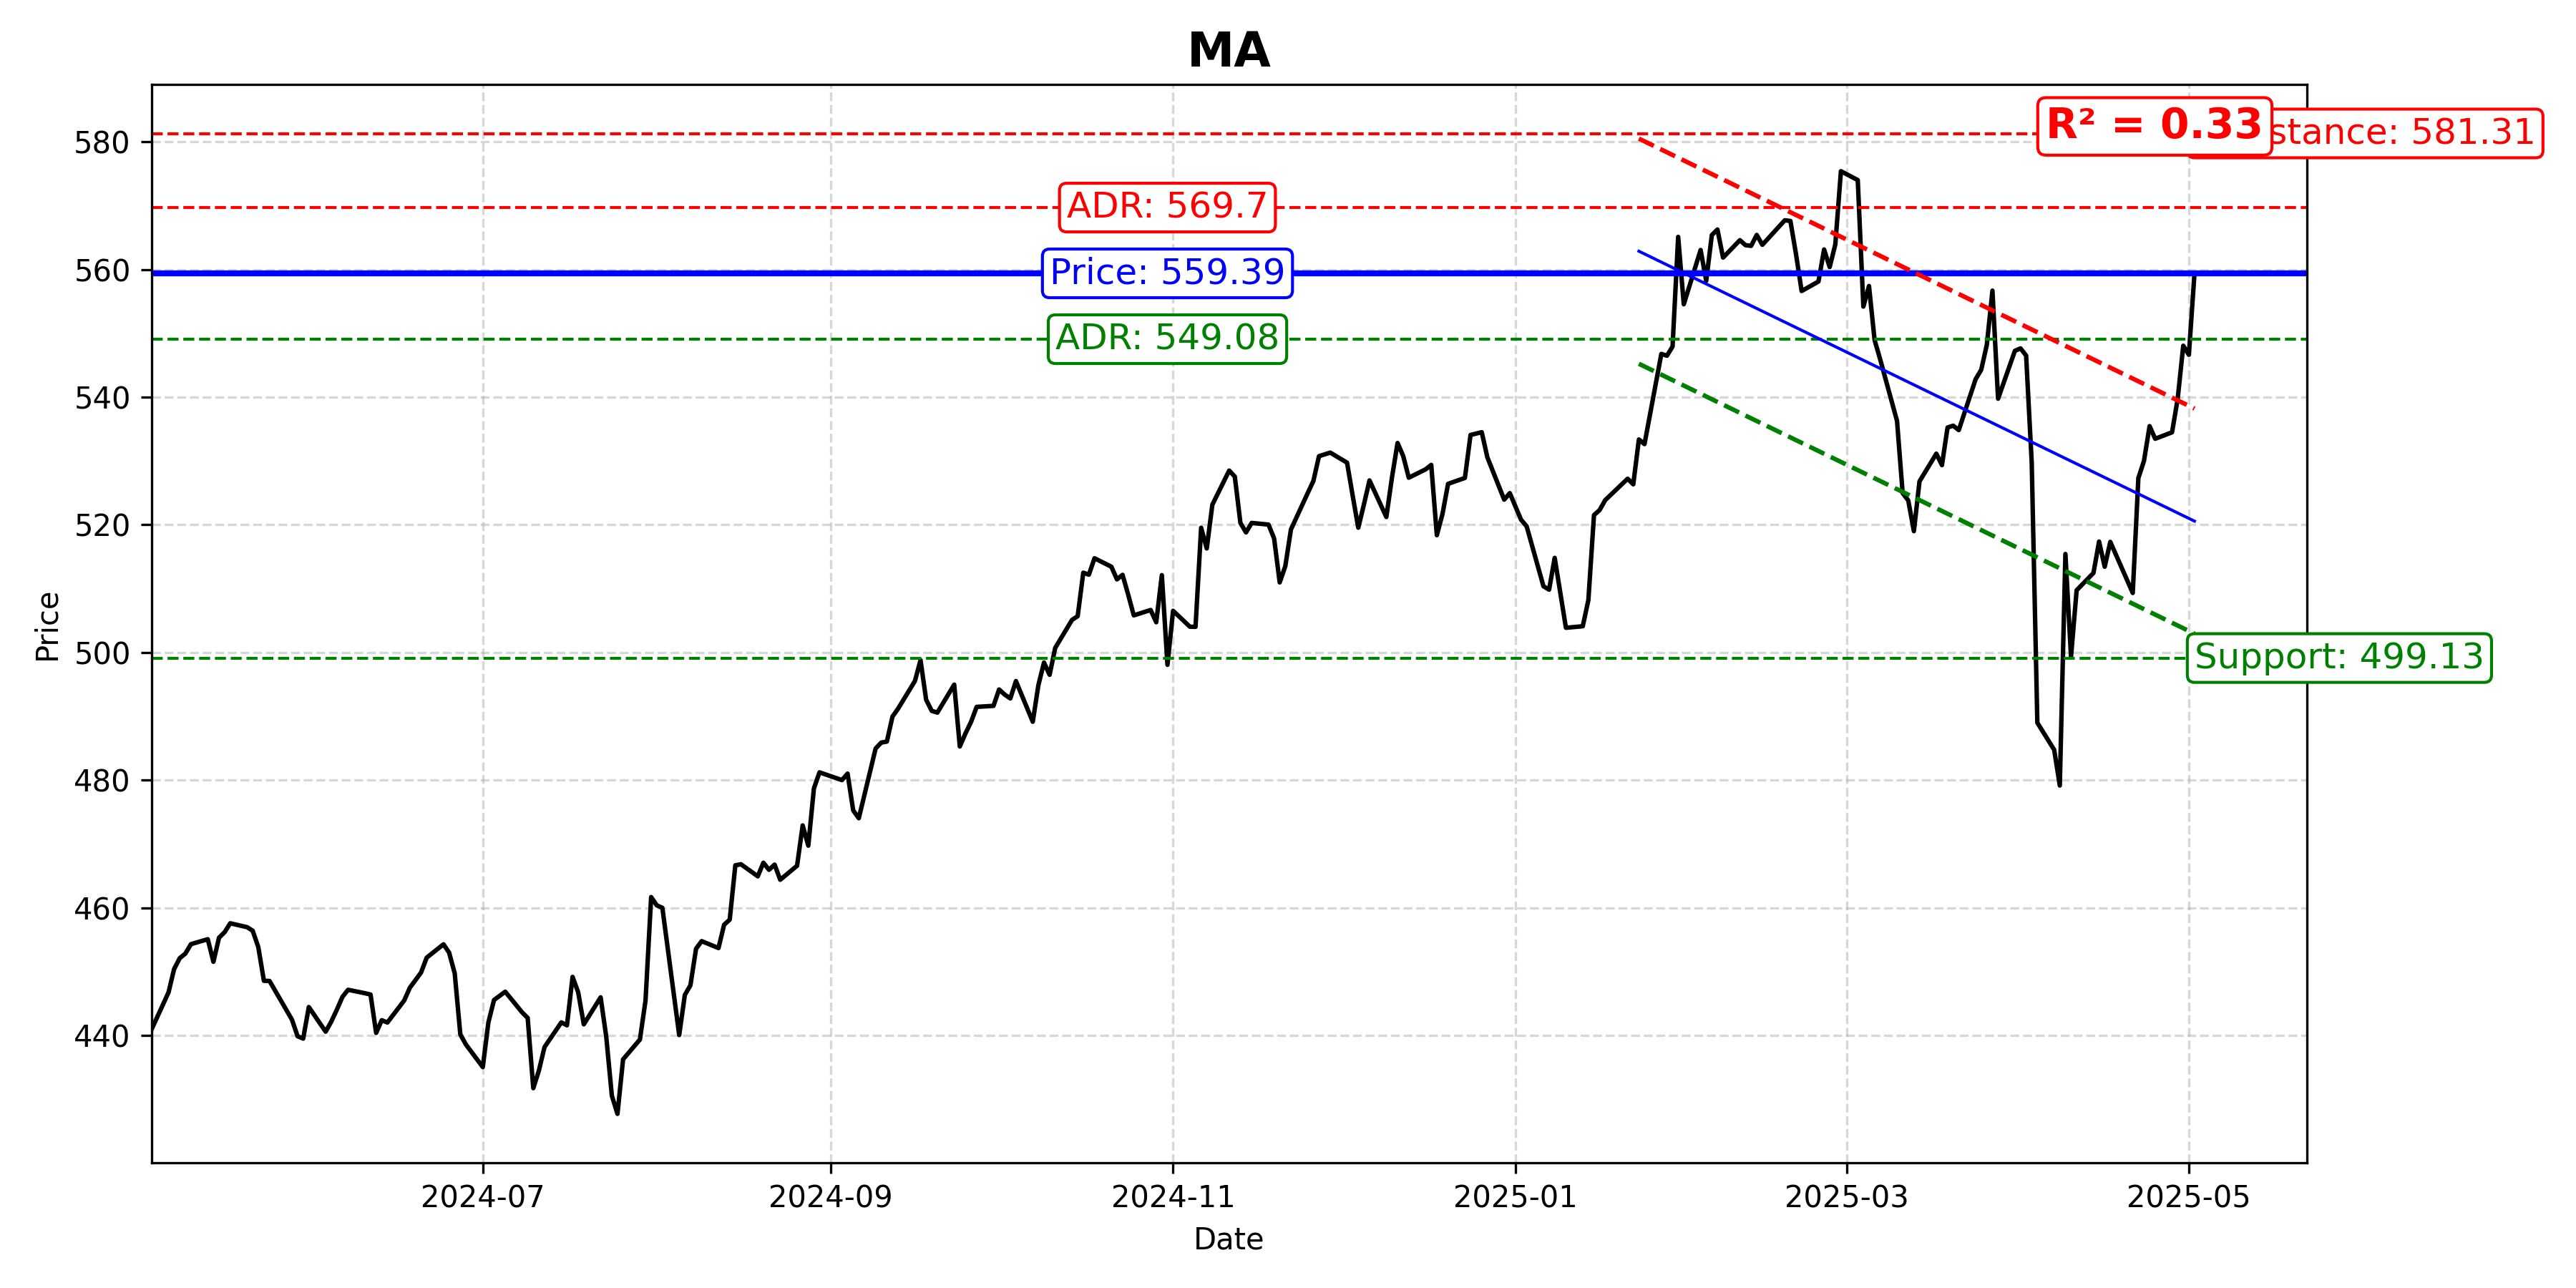 MA
R² = 0.33
stance: 581.31
580
ADR: 569.7
560
Price: 559.39
ADR: 549.08
540
520
500
Support: 499.13
480
460
440
Price
2024-07
2024-09
2024-11
2025-01
2025-03
2025-05
Date